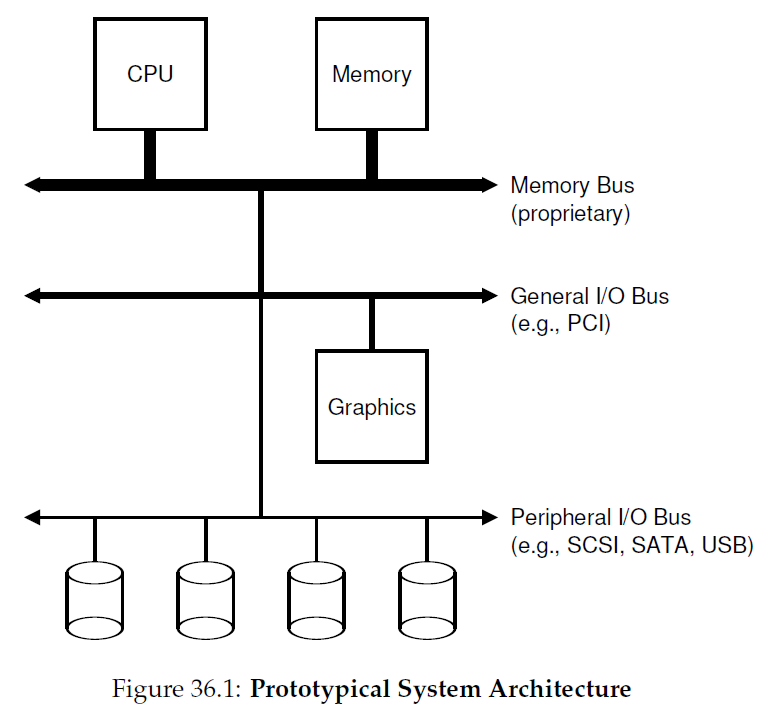 CPU
Memory
Memory Bus
(proprietary)
General I/O Bus
(e.g., PCI)
Graphics
Peripheral I/O Bus
(e.g., SCSI, SATA, USB)
Figure 36.1: Prototypical System Architecture